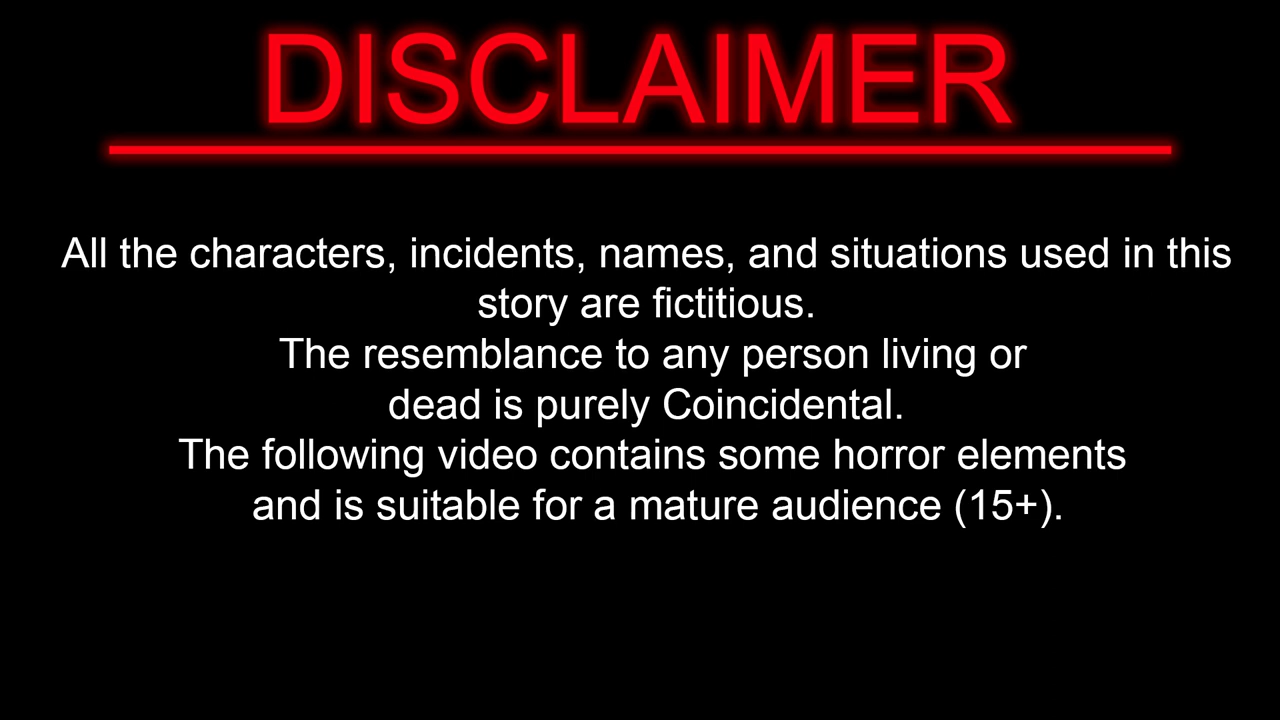 DISCLAIMER
All the characters, incidents, names, and situations used in this
story are fictitious.
The resemblance to any person living or
dead is purely Coincidental.
The following video contains some horror elements
and is suitable for a mature audience (15+).